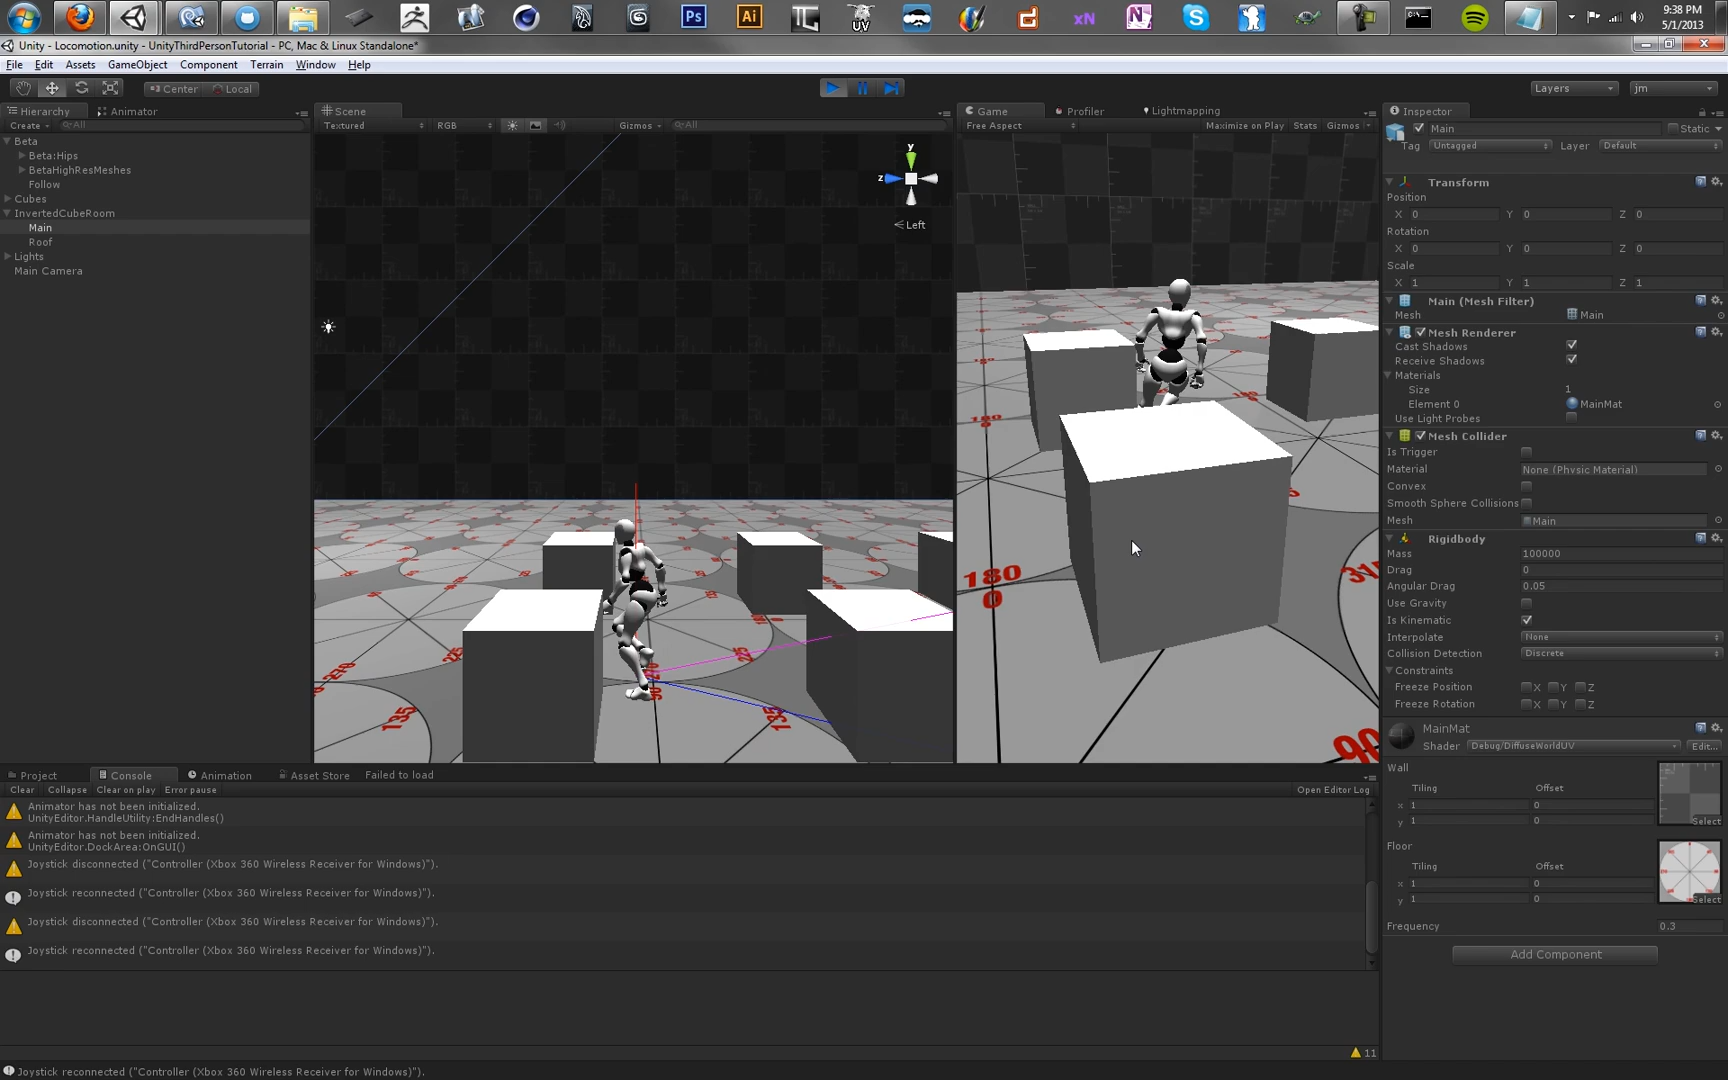 Ps
Ai
TL
UV
xN
N
9:38 PM
5/1/2013
Unity - Locomotion.unity - UnityThirdPersonTutorial - PC, Mac & Linux Standalone*
File Edit Assets GameObject Component Terrain Window Help
Center Local
Layers jm
Hierarchy Animator
Create All
Beta
Beta:Hips
BetaHighResMeshes
Follow
Cubes
InvertedCubeRoom
Main
Roof
Lights
Main Camera
Scene
Textured RGB Gizmos All
y
z
Left
135
90
225
135
Game Profiler Lightmapping
Free Aspect Maximize on Play Stats Gizmos
180
0
180
0
90
Inspector
Main Static
Tag Untagged Layer Default
Transform
Position
X 0 Y 0 Z 0
Rotation
X 0 Y 0 Z 0
Scale
X 1 Y 1 Z 1
Main (Mesh Filter)
Mesh Main
Mesh Renderer
Cast Shadows
Receive Shadows
Materials
Size 1
Element 0 MainMat
Use Light Probes
Mesh Collider
Is Trigger
Material None (Physic Material)
Convex
Smooth Sphere Collisions
Mesh Main
Rigidbody
Mass 100000
Drag 0
Angular Drag 0.05
Use Gravity
Is Kinematic
Interpolate None
Collision Detection Discrete
Constraints
Freeze Position X Y Z
Freeze Rotation X Y Z
MainMat
Shader Debug/DiffuseWorldUV Edit...
Wall
Tiling Offset
x 1 0
y 1 0
Select
Floor
Tiling Offset
x 1 0
y 1 0
Select
Frequency 0.3
Add Component
Project Console Animation Asset Store Failed to load
Clear Collapse Clear on play Error pause Open Editor Log
Animator has not been initialized.
UnityEditor.HandleUtility:EndHandles()
Animator has not been initialized.
UnityEditor.DockArea:OnGUI()
Joystick disconnected ("Controller (Xbox 360 Wireless Receiver for Windows)").
Joystick reconnected ("Controller (Xbox 360 Wireless Receiver for Windows)").
Joystick disconnected ("Controller (Xbox 360 Wireless Receiver for Windows)").
Joystick reconnected ("Controller (Xbox 360 Wireless Receiver for Windows)").
11
Joystick reconnected ("Controller (Xbox 360 Wireless Receiver for Windows)").